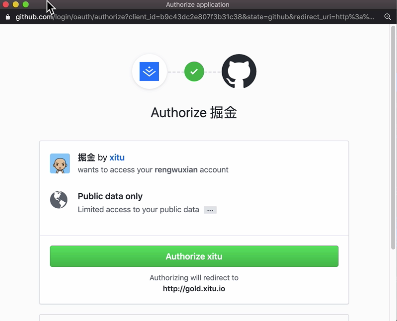 Authorize application
github.com/login/oauth/authorize?client_id=b9c43dc2e807f3b31c38&state=github&redirect_uri=http%3a%...
Authorize 掘金
掘金 by xitu
wants to access your rengwuxian account
Public data only
Limited access to your public data ...
Authorize xitu
Authorizing will redirect to
http://gold.xitu.io